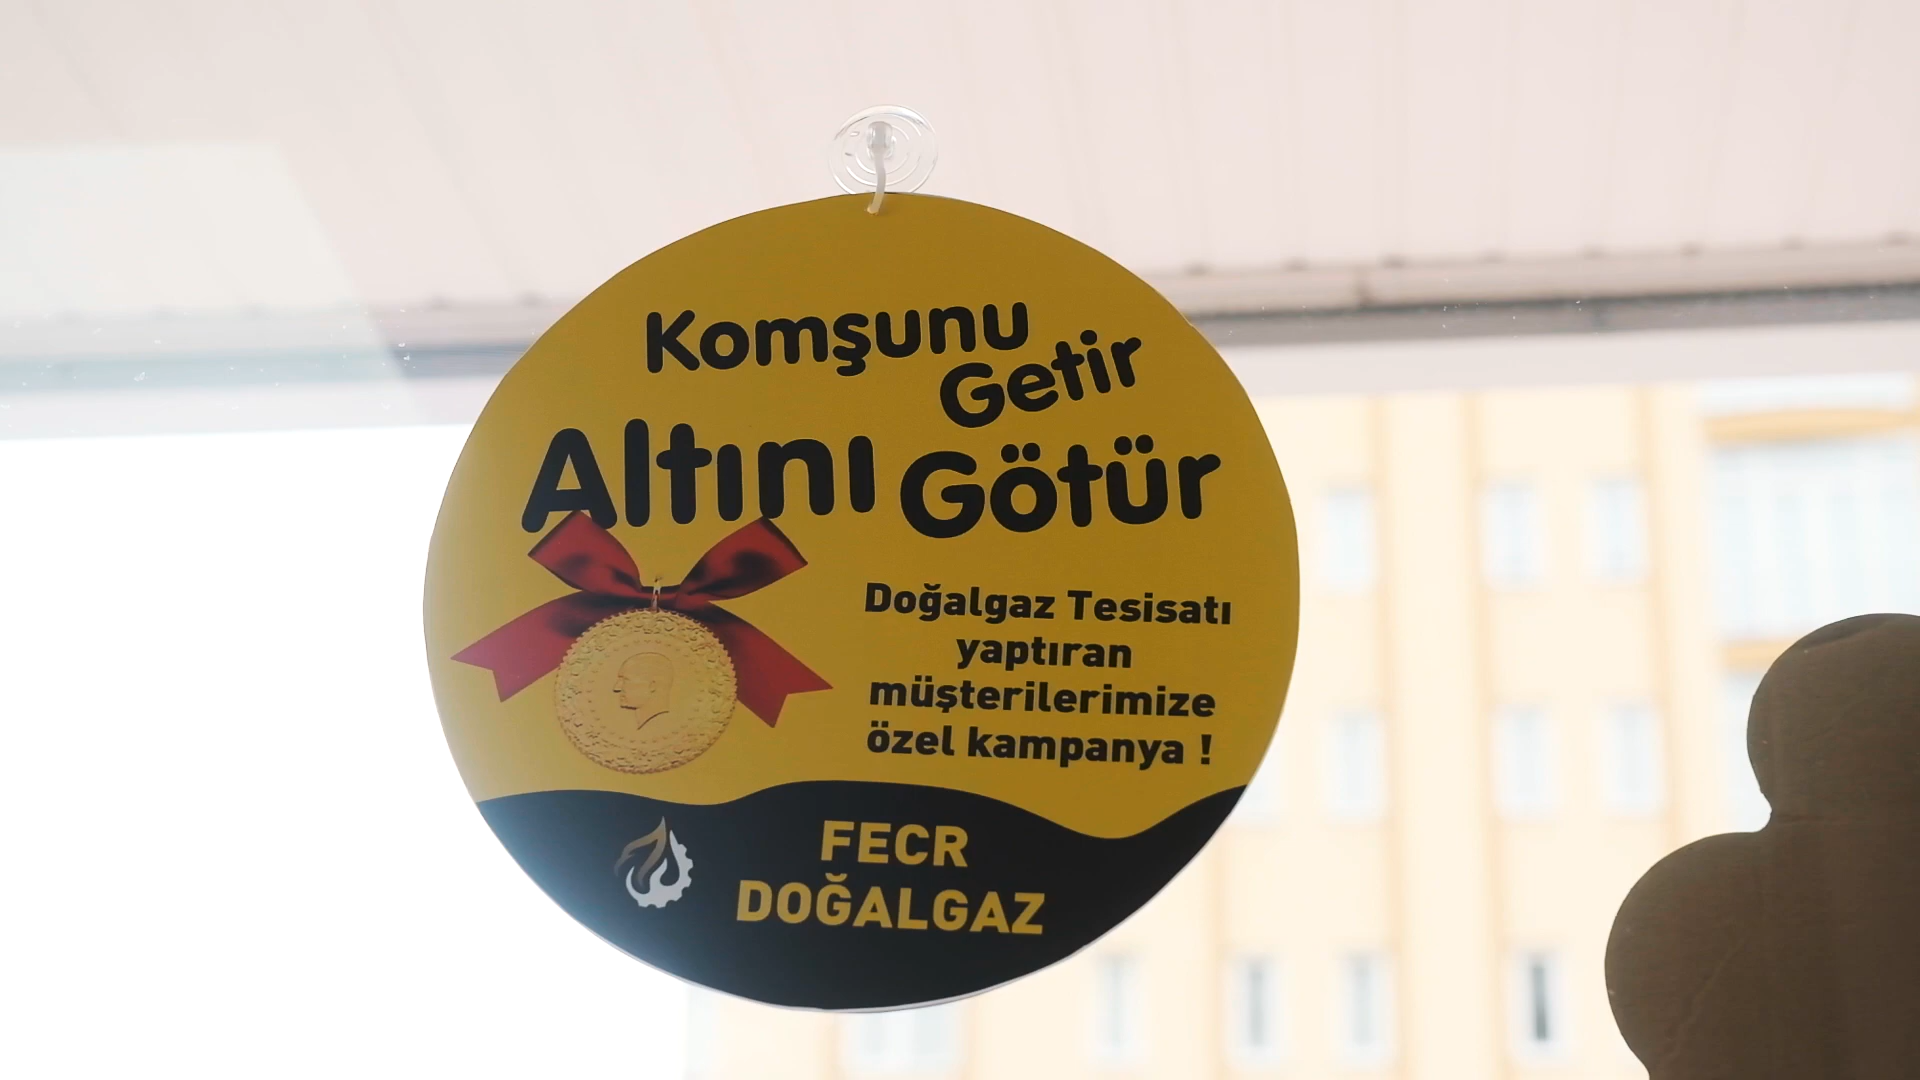 Komşunu
Getir
Altını Götür
Doğalgaz Tesisatı
yaptıran
müşterilerimize
özel kampanya !
FECR
DOĞALGAZ